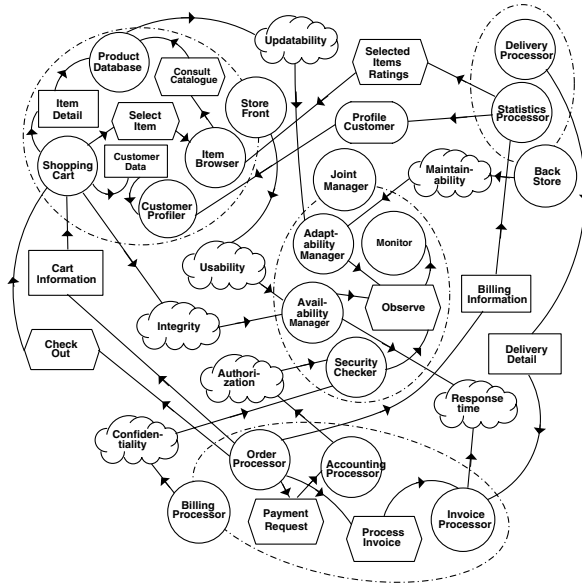 Product
Database
Updatability
Selected
Items
Ratings
Delivery
Processor
Consult
Catalogue
Item
Detail
Select
Item
Store
Front
Profile
Customer
Statistics
Processor
Shopping
Cart
Customer
Data
Item
Browser
Joint
Manager
Maintain-
ability
Back
Store
Customer
Profiler
Adapt-
ability
Manager
Monitor
Cart
Information
Usability
Billing
Information
Integrity
Avail-
ability
Manager
Observe
Check
Out
Delivery
Detail
Authori-
zation
Security
Checker
Response
time
Confiden-
tiality
Order
Processor
Accounting
Processor
Billing
Processor
Payment
Request
Process
Invoice
Invoice
Processor